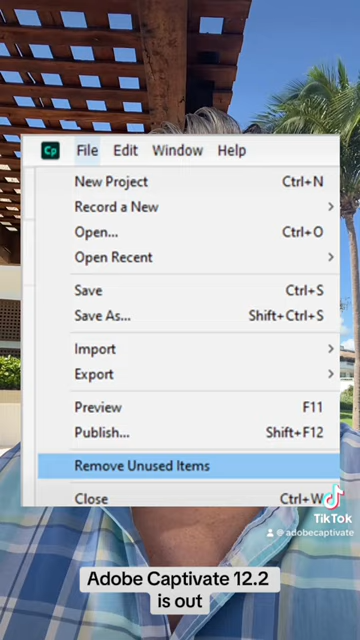 Cp File Edit Window Help
New Project Ctrl+N
Record a New >
Open... Ctrl+O
Open Recent >
Save Ctrl+S
Save As... Shift+Ctrl+S
Import >
Export >
Preview F11
Publish... Shift+F12
Remove Unused Items
Close Ctrl+W
TikTok
@adobecaptivate
Adobe Captivate 12.2
is out